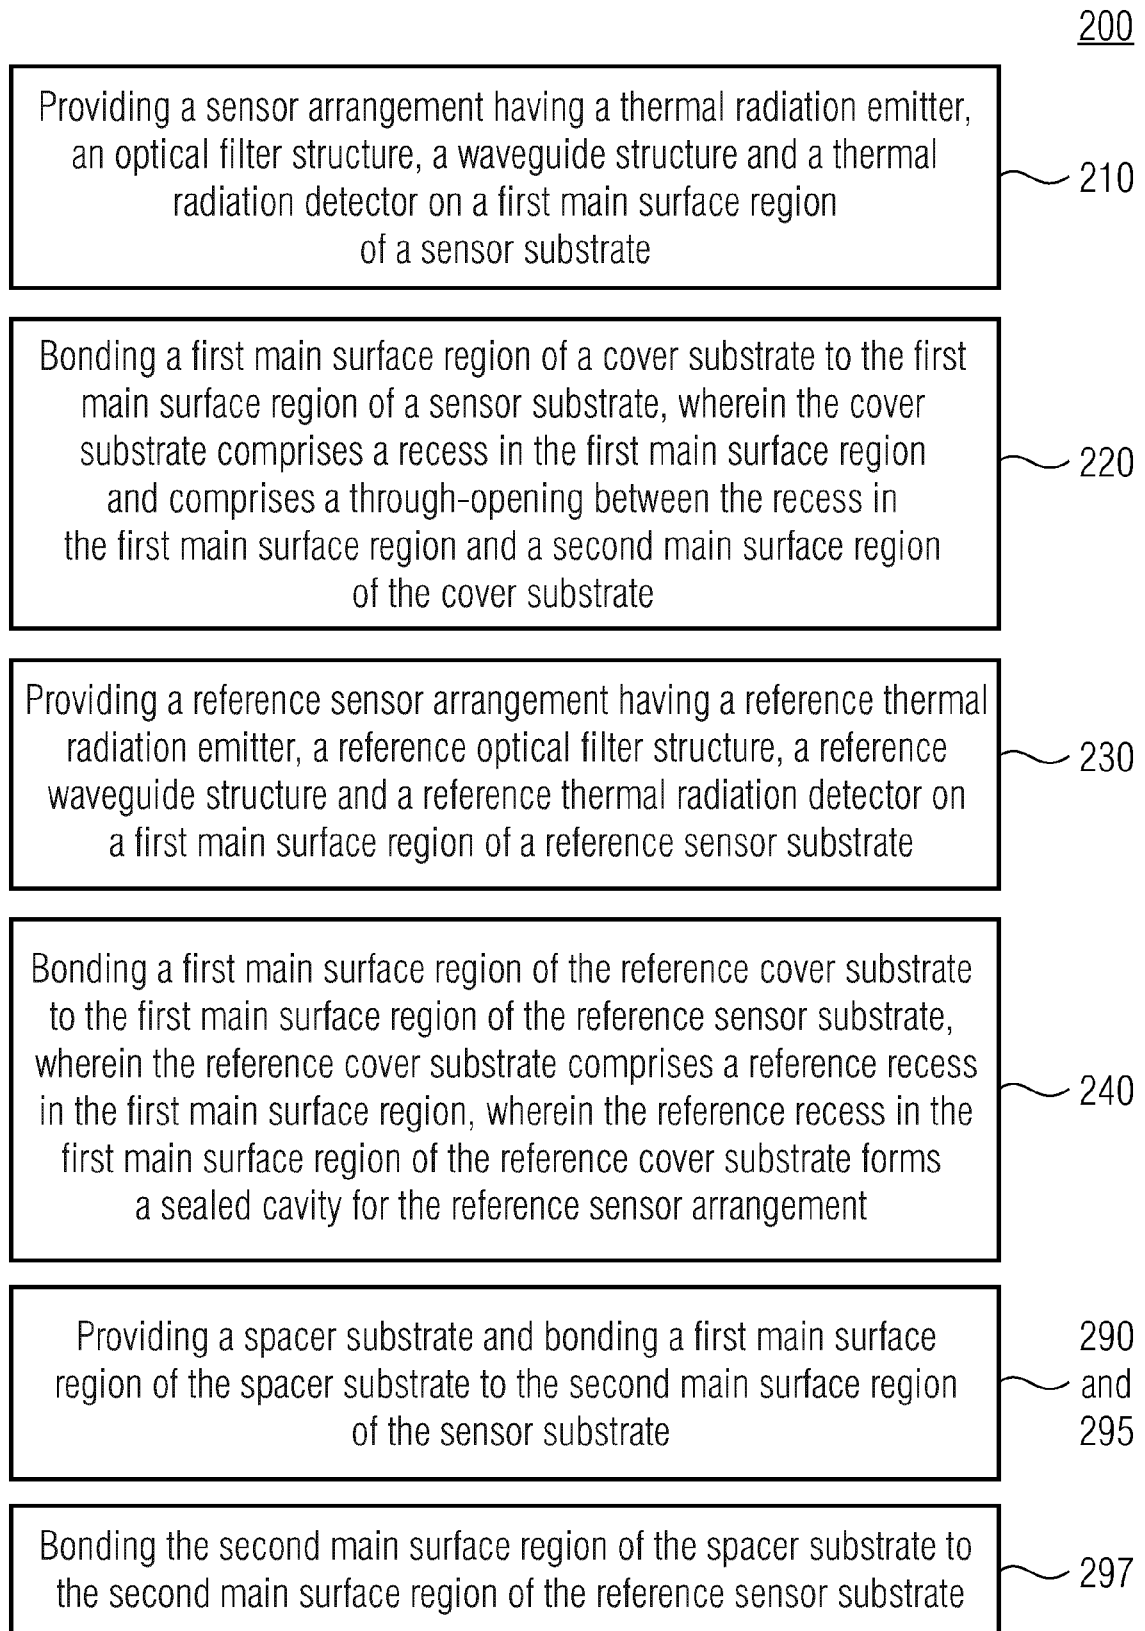 200
Providing a sensor arrangement having a thermal radiation emitter,
an optical filter structure, a waveguide structure and a thermal
radiation detector on a first main surface region
of a sensor substrate
210
Bonding a first main surface region of a cover substrate to the first
main surface region of a sensor substrate, wherein the cover
substrate comprises a recess in the first main surface region
and comprises a through-opening between the recess in
the first main surface region and a second main surface region
of the cover substrate
220
Providing a reference sensor arrangement having a reference thermal
radiation emitter, a reference optical filter structure, a reference
waveguide structure and a reference thermal radiation detector on
a first main surface region of a reference sensor substrate
230
Bonding a first main surface region of the reference cover substrate
to the first main surface region of the reference sensor substrate,
wherein the reference cover substrate comprises a reference recess
in the first main surface region, wherein the reference recess in the
first main surface region of the reference cover substrate forms
a sealed cavity for the reference sensor arrangement
240
Providing a spacer substrate and bonding a first main surface
region of the spacer substrate to the second main surface region
of the sensor substrate
290
and
295
Bonding the second main surface region of the spacer substrate to
the second main surface region of the reference sensor substrate
297